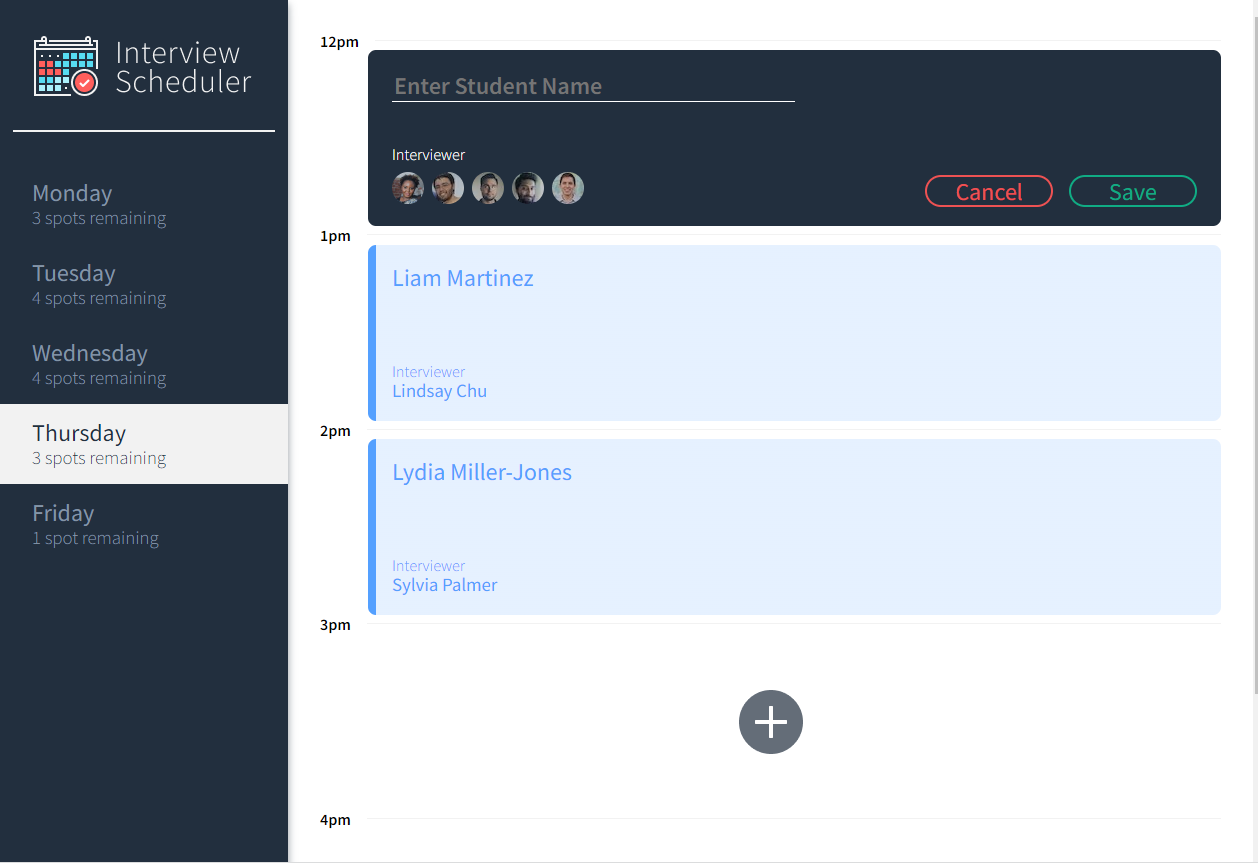 Interview
Scheduler
Monday
3 spots remaining
Tuesday
4 spots remaining
Wednesday
4 spots remaining
Thursday
3 spots remaining
Friday
1 spot remaining
12pm
Enter Student Name
Interviewer
Cancel
Save
1pm
Liam Martinez
Interviewer
Lindsay Chu
2pm
Lydia Miller-Jones
Interviewer
Sylvia Palmer
3pm
4pm